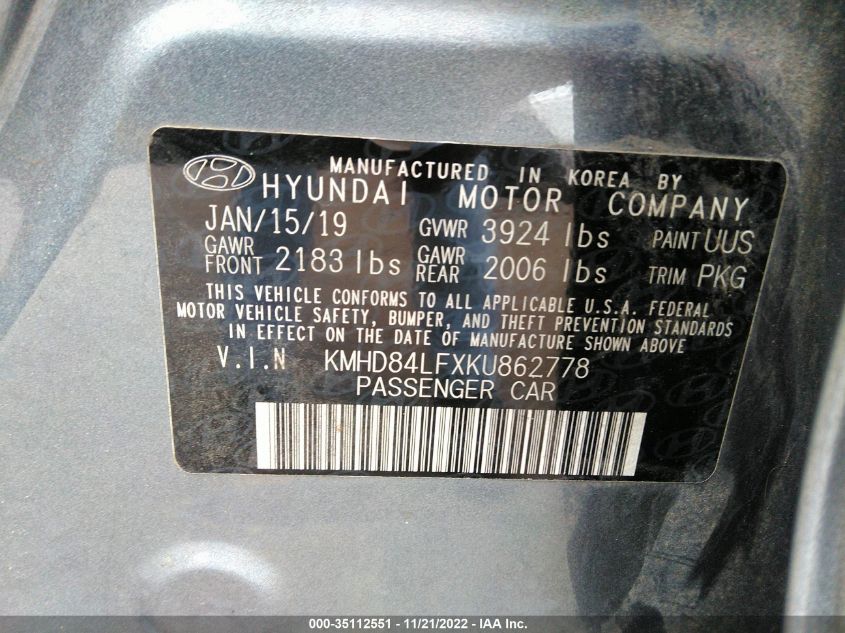 MANUFACTURED IN KOREA BY
HYUNDAI MOTOR COMPANY
JAN/15/19 GVWR 3924 lbs PAINT UUS
GAWR FRONT 2183 lbs GAWR REAR 2006 lbs TRIM PKG
THIS VEHICLE CONFORMS TO ALL APPLICABLE U.S.A. FEDERAL
MOTOR VEHICLE SAFETY, BUMPER, AND THEFT PREVENTION STANDARDS
IN EFFECT ON THE DATE OF MANUFACTURE SHOWN ABOVE
V.I.N KMHD84LFXKU862778
PASSENGER CAR
000-35112551 - 11/21/2022 - IAA Inc.